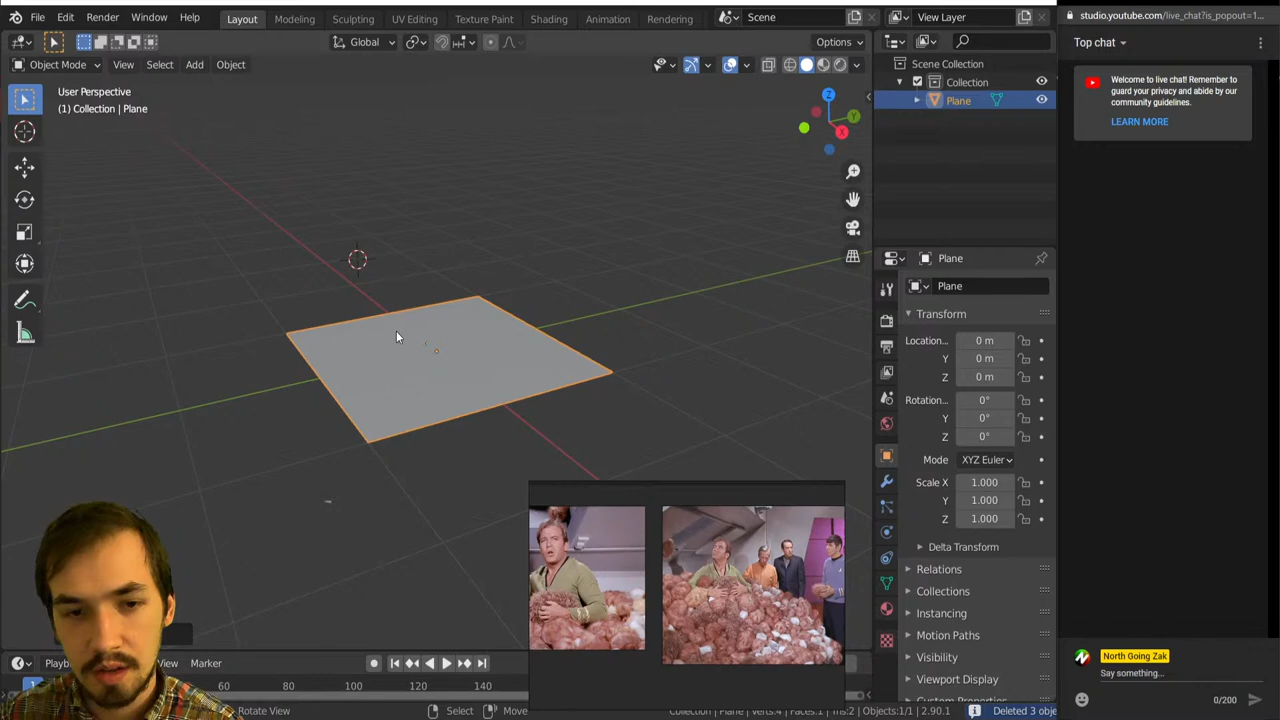 File Edit Render Window Help Layout Modeling Sculpting UV Editing Texture Paint Shading Animation Rendering Scene View Layer
Global Options
Object Mode View Select Add Object
User Perspective
(1) Collection | Plane
Z
Y
X
Scene Collection
Collection
Plane
Plane
Plane
Transform
Location... 0 m
Y 0 m
Z 0 m
Rotation... 0°
Y 0°
Z 0°
Mode XYZ Euler
Scale X 1.000
Y 1.000
Z 1.000
Delta Transform
Relations
Collections
Instancing
Motion Paths
Visibility
Viewport Display
Custom Properties
View Marker
1 60 80 100 120 140
Rotate View Select Move Collection | Plane Verts:4 Faces:1 Tris:2 Objects:1/1 2.90.1 Deleted 3 obje
studio.youtube.com/live_chat?is_popout=1...
Top chat
Welcome to live chat! Remember to
guard your privacy and abide by our
community guidelines.
LEARN MORE
North Going Zak
Say something...
0/200